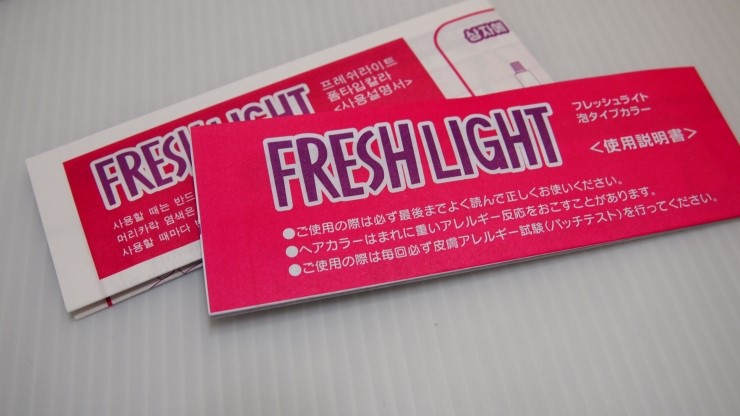 상자에
프레쉬라이트
폼타입칼라
<사용설명서>
FRESH LIGHT
사용할 때는 반드
머리카락 염색은
사용할 때마다
FRESH LIGHT
フレッシュライト
泡タイプカラー
<使用説明書>
●ご使用の際は必ず最後までよく読んで正しくお使いください。
●ヘアカラーはまれに重いアレルギー反応をおこすことがあります。
●ご使用の際は毎回必ず皮膚アレルギー試験(パッチテスト)を行ってください。